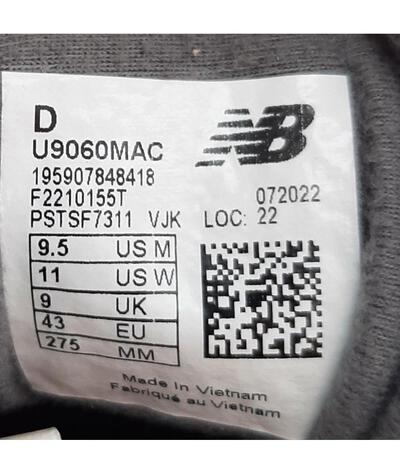 D
NB
U9060MAC
195907848418
F2210155T 072022
PSTSF7311 VJK LOC: 22
9.5 US M
11 US W
9 UK
43 EU
275 MM
Made in Vietnam
Fabriqué au Vietnam